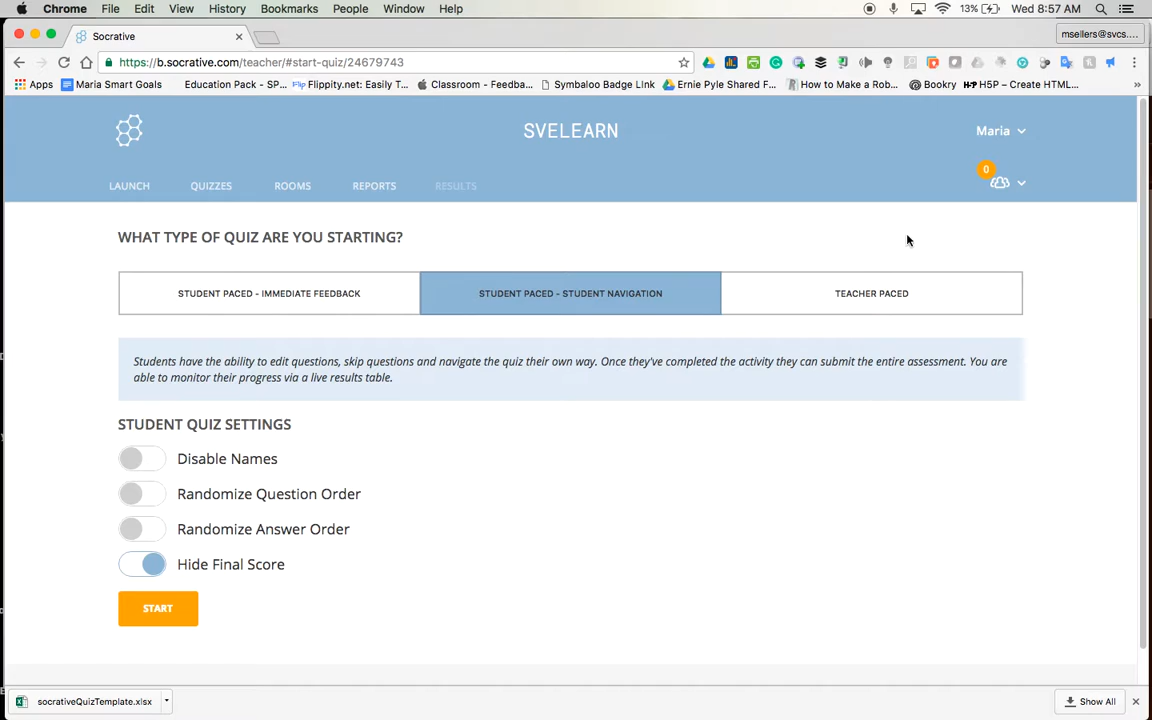 Chrome File Edit View History Bookmarks People Window Help 13% Wed 8:57 AM
Socrative msellers@svcs....
https://b.socrative.com/teacher/#start-quiz/24679743
Apps Maria Smart Goals Education Pack - SP... Flippity.net: Easily T... Classroom - Feedba... Symbaloo Badge Link Ernie Pyle Shared F... How to Make a Rob... Bookry H5P – Create HTML... »
SVELEARN Maria
0
LAUNCH QUIZZES ROOMS REPORTS RESULTS
WHAT TYPE OF QUIZ ARE YOU STARTING?
STUDENT PACED - IMMEDIATE FEEDBACK STUDENT PACED - STUDENT NAVIGATION TEACHER PACED
Students have the ability to edit questions, skip questions and navigate the quiz their own way. Once they've completed the activity they can submit the entire assessment. You are
able to monitor their progress via a live results table.
STUDENT QUIZ SETTINGS
Disable Names
Randomize Question Order
Randomize Answer Order
Hide Final Score
START
socrativeQuizTemplate.xlsx Show All